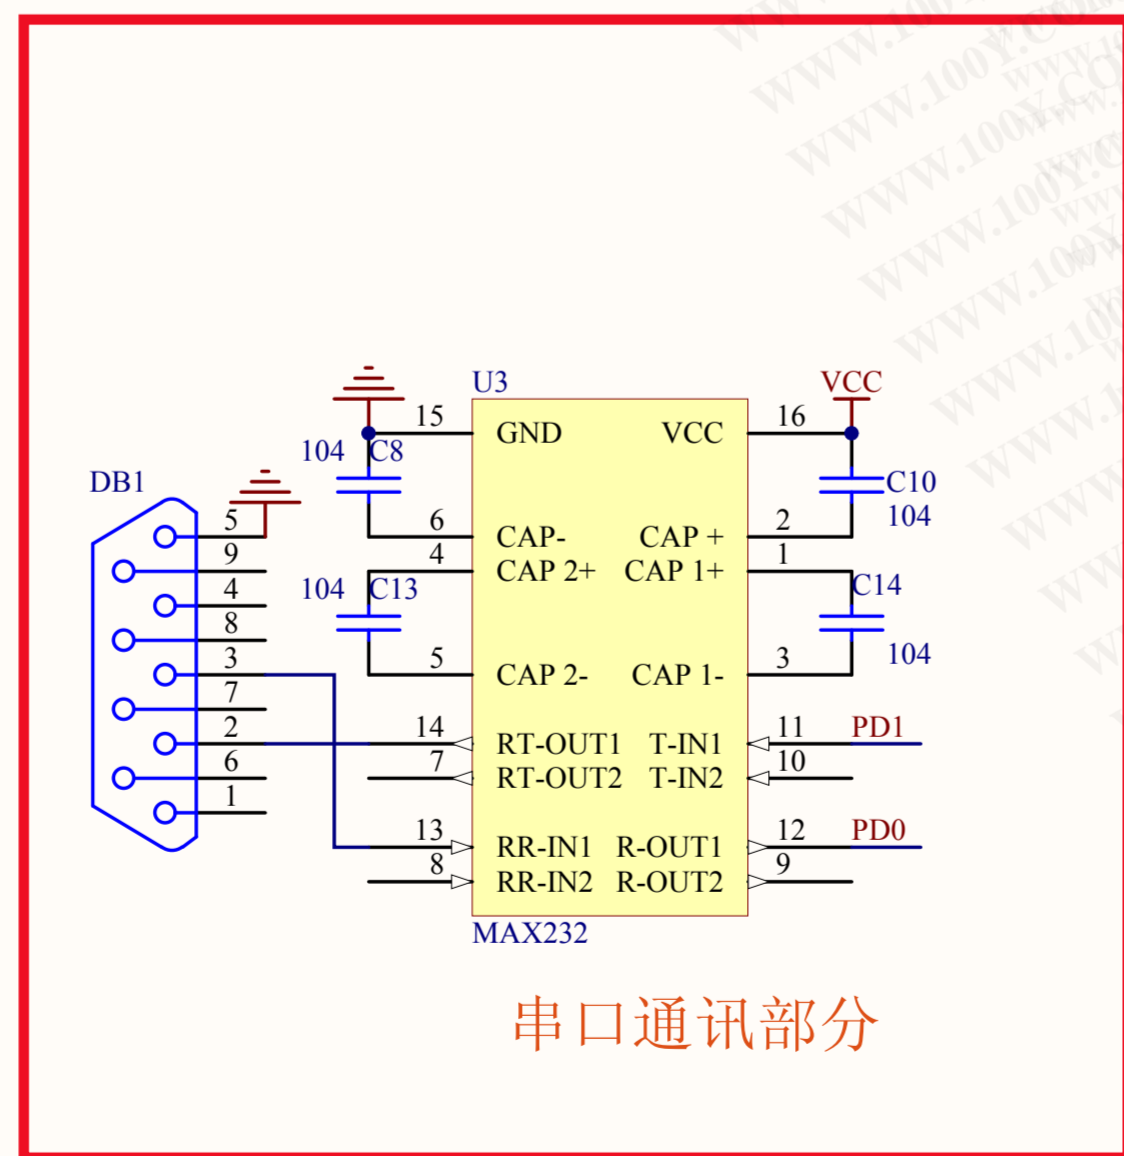 WWW.100Y.COM
U3
VCC
15 GND VCC 16
104 C8
C10
104
DB1
5
6 CAP- CAP + 2
9
4 CAP 2+ CAP 1+ 1
4
104 C13
C14
8
3
5 CAP 2- CAP 1- 3
104
7
2
14 RT-OUT1 T-IN1 11 PD1
6
7 RT-OUT2 T-IN2 10
1
13 RR-IN1 R-OUT1 12 PD0
8 RR-IN2 R-OUT2 9
MAX232
串口通讯部分